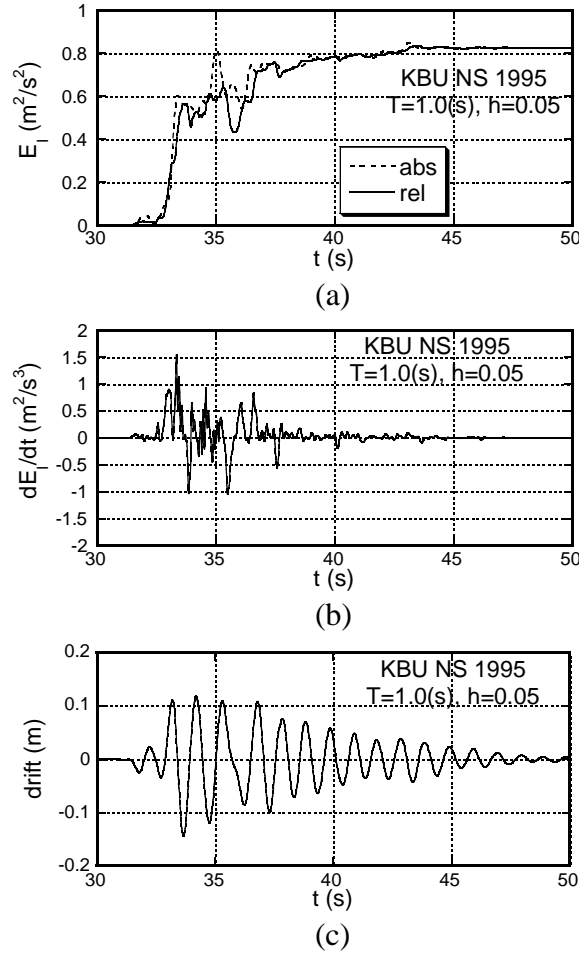 1
0.8
0.6
0.4
0.2
0
E_I (m²/s²)
KBU NS 1995
T=1.0(s), h=0.05
abs
rel
30 35 40 45 50
t (s)
(a)
2
1.5
1
0.5
0
-0.5
-1
-1.5
-2
dE_I/dt (m²/s³)
KBU NS 1995
T=1.0(s), h=0.05
30 35 40 45 50
t (s)
(b)
0.2
0.1
0
-0.1
-0.2
drift (m)
KBU NS 1995
T=1.0(s), h=0.05
30 35 40 45 50
t (s)
(c)